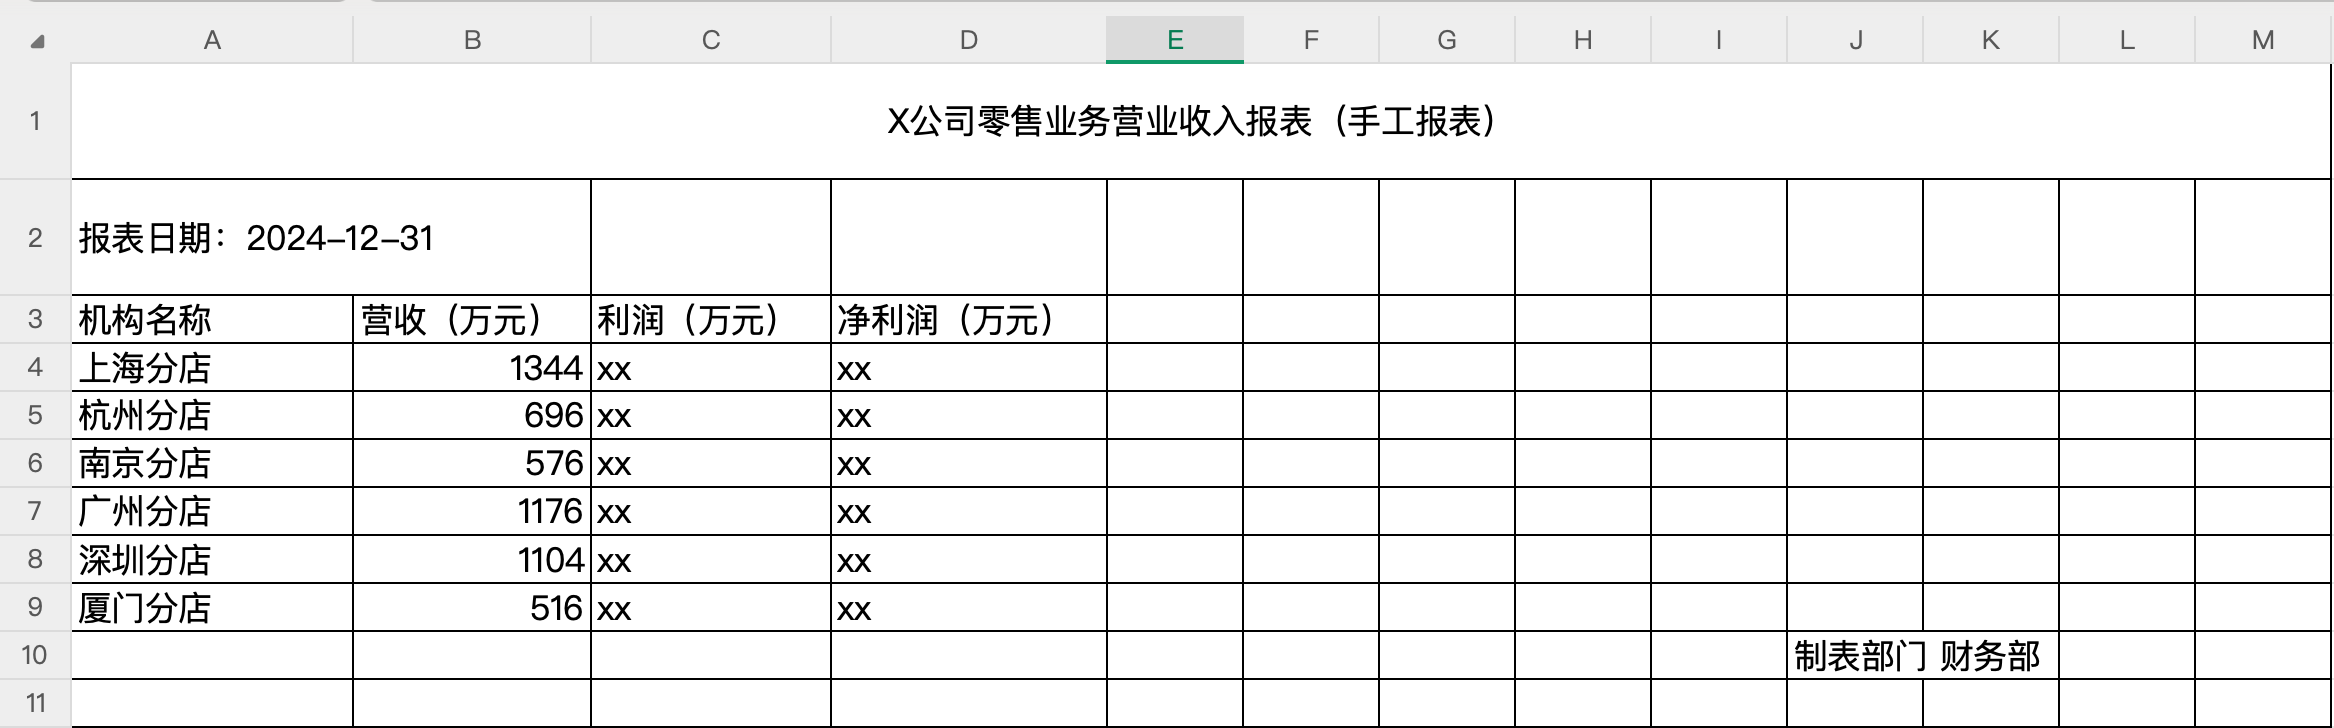 A B C D E F G H I J K L M
1 X公司零售业务营业收入报表（手工报表）
2 报表日期：2024-12-31
3 机构名称 营收（万元） 利润（万元） 净利润（万元）
4 上海分店 1344 xx xx
5 杭州分店 696 xx xx
6 南京分店 576 xx xx
7 广州分店 1176 xx xx
8 深圳分店 1104 xx xx
9 厦门分店 516 xx xx
10 制表部门 财务部
11